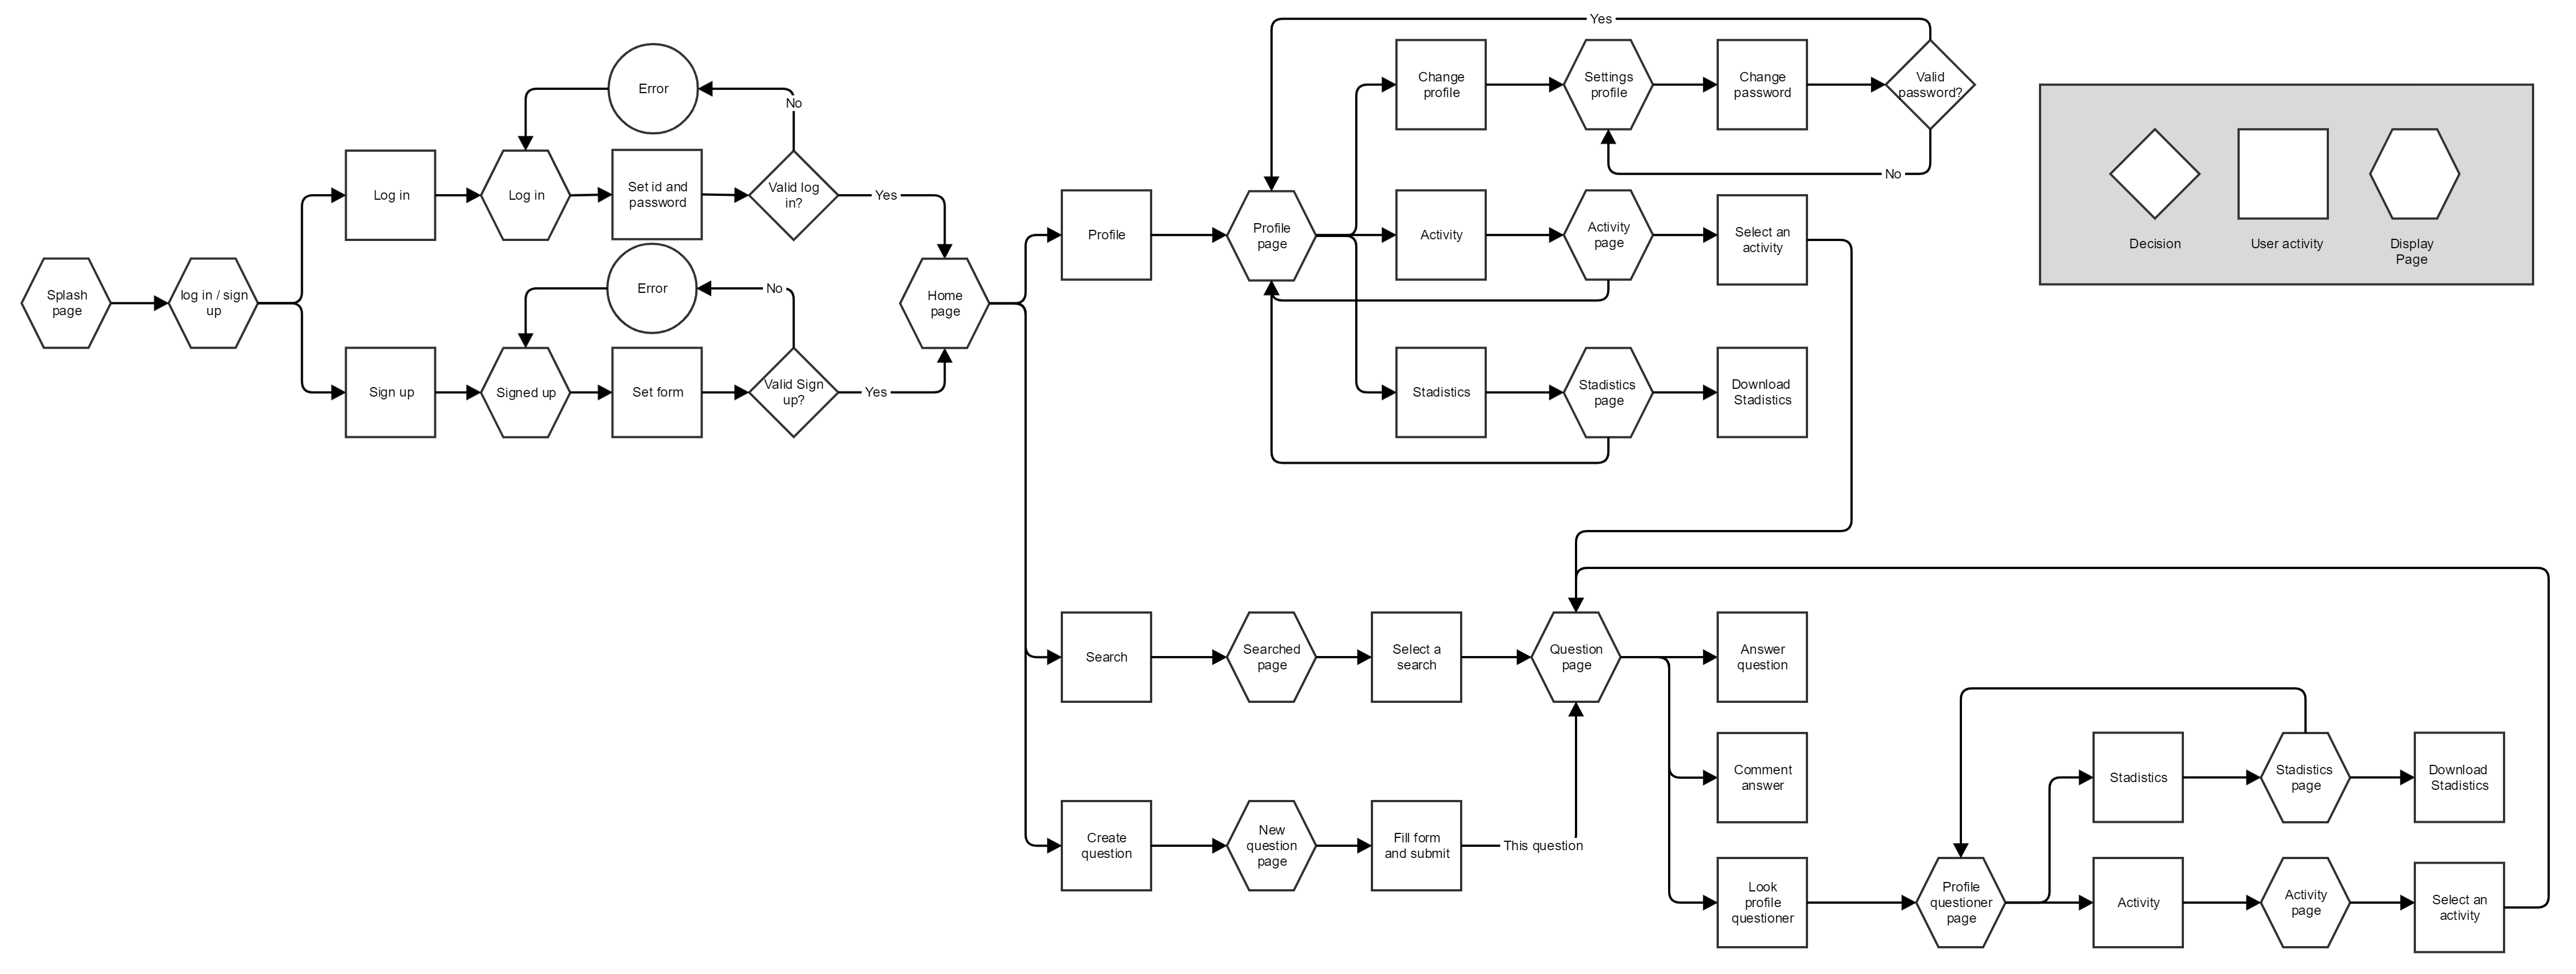 Yes
Error
No
Change
profile
Settings
profile
Change
password
Valid
password?
No
Log in
Log in
Set id and
password
Valid log
in?
Yes
Decision
User activity
Display
Page
Profile
Profile
page
Activity
Activity
page
Select an
activity
Splash
page
log in / sign
up
Error
No
Home
page
Sign up
Signed up
Set form
Valid Sign
up?
Yes
Stadistics
Stadistics
page
Download
Stadistics
Search
Searched
page
Select a
search
Question
page
Answer
question
Comment
answer
Stadistics
Stadistics
page
Download
Stadistics
Create
question
New
question
page
Fill form
and submit
This question
Look
profile
questioner
Profile
questioner
page
Activity
Activity
page
Select an
activity